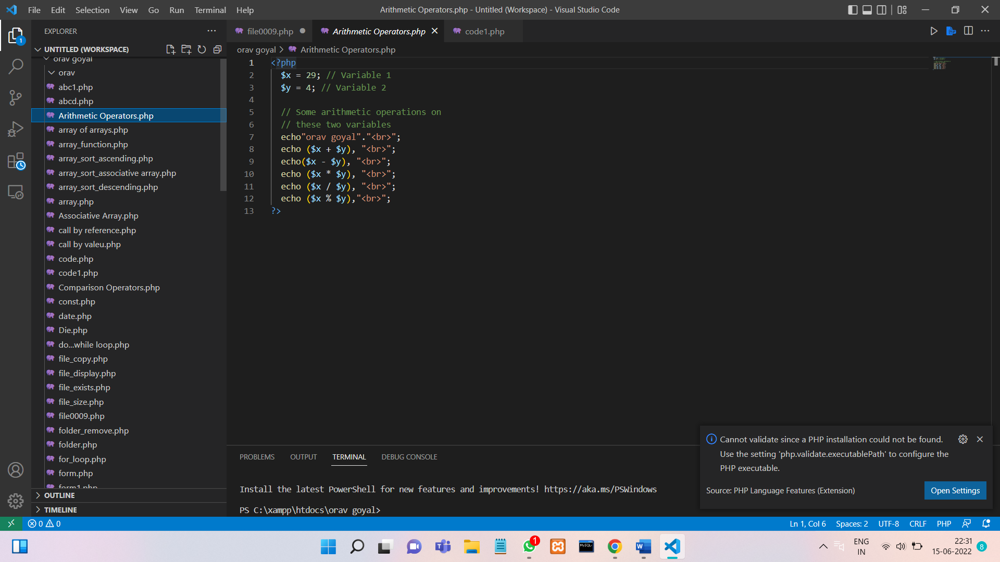 File Edit Selection View Go Run Terminal Help
Arithmetic Operators.php - Untitled (Workspace) - Visual Studio Code
EXPLORER
file0009.php
Arithmetic Operators.php
code1.php
UNTITLED (WORKSPACE)
orav goyal > Arithmetic Operators.php
1
orav goyal
orav
abc1.php
abcd.php
Arithmetic Operators.php
array of arrays.php
array_function.php
array_sort_ascending.php
array_sort_associative array.php
array_sort_descending.php
array.php
Associative Array.php
call by reference.php
call by valeu.php
code.php
code1.php
Comparison Operators.php
const.php
date.php
Die.php
do...while loop.php
file_copy.php
file_display.php
file_exists.php
file_size.php
file0009.php
folder_remove.php
folder.php
for_loop.php
form.php
form1.php
OUTLINE
TIMELINE
1 <?php
2 $x = 29; // Variable 1
3 $y = 4; // Variable 2
4
5 // Some arithmetic operations on
6 // these two variables
7 echo"orav goyal"."<br>";
8 echo ($x + $y), "<br>";
9 echo($x - $y), "<br>";
10 echo ($x * $y), "<br>";
11 echo ($x / $y), "<br>";
12 echo ($x % $y),"<br>";
13 ?>
PROBLEMS OUTPUT TERMINAL DEBUG CONSOLE
Install the latest PowerShell for new features and improvements! https://aka.ms/PSWindows
PS C:\xampp\htdocs\orav goyal>
Cannot validate since a PHP installation could not be found.
Use the setting 'php.validate.executablePath' to configure the
PHP executable.
Source: PHP Language Features (Extension)
Open Settings
0 0
Ln 1, Col 6 Spaces: 2 UTF-8 CRLF PHP
1
MySQL
ENG
IN
22:31
15-06-2022
8